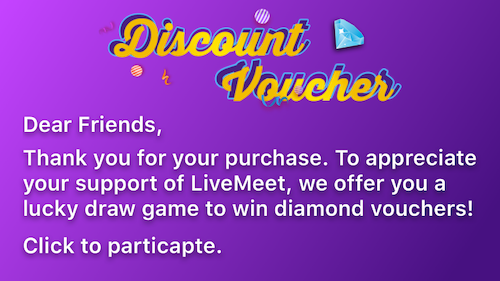 Discount
Voucher
Dear Friends,
Thank you for your purchase. To appreciate
your support of LiveMeet, we offer you a
lucky draw game to win diamond vouchers!
Click to particapte.